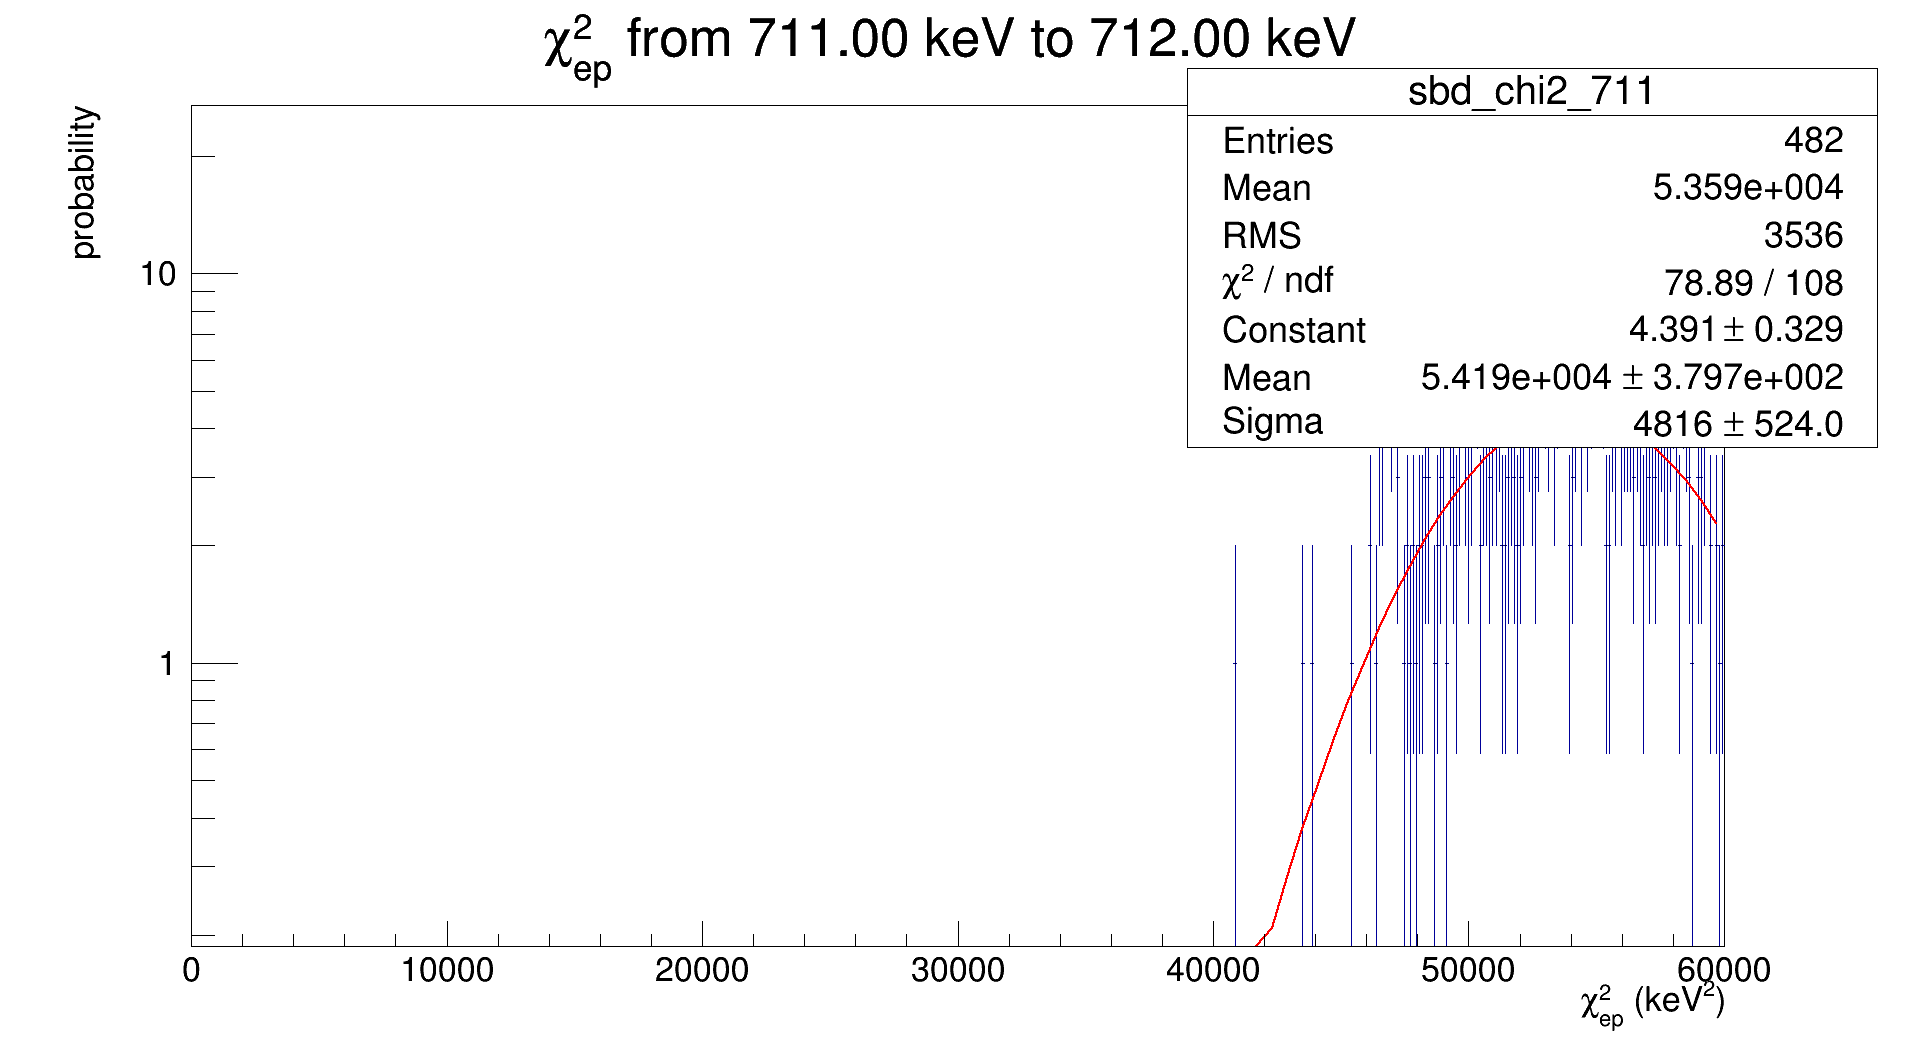 χ²ep from 711.00 keV to 712.00 keV
probability
sbd_chi2_711
Entries 482
Mean 5.359e+004
RMS 3536
χ² / ndf 78.89 / 108
Constant 4.391 ± 0.329
Mean 5.419e+004 ± 3.797e+002
Sigma 4816 ± 524.0
10
1
0 10000 20000 30000 40000 50000 60000
χ²ep (keV²)